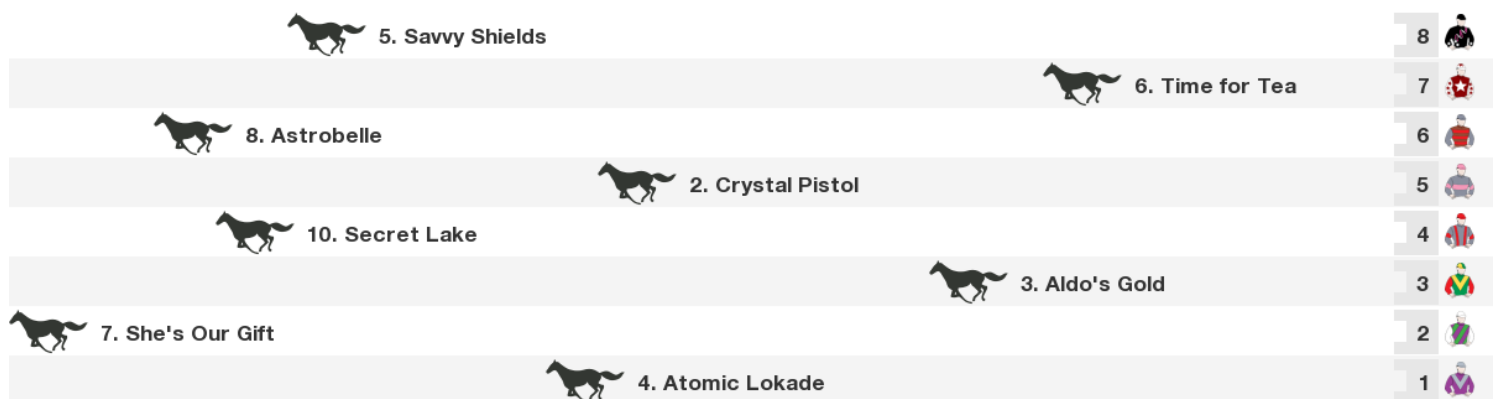 5. Savvy Shields 8
6. Time for Tea 7
8. Astrobelle 6
2. Crystal Pistol 5
10. Secret Lake 4
3. Aldo's Gold 3
7. She's Our Gift 2
4. Atomic Lokade 1